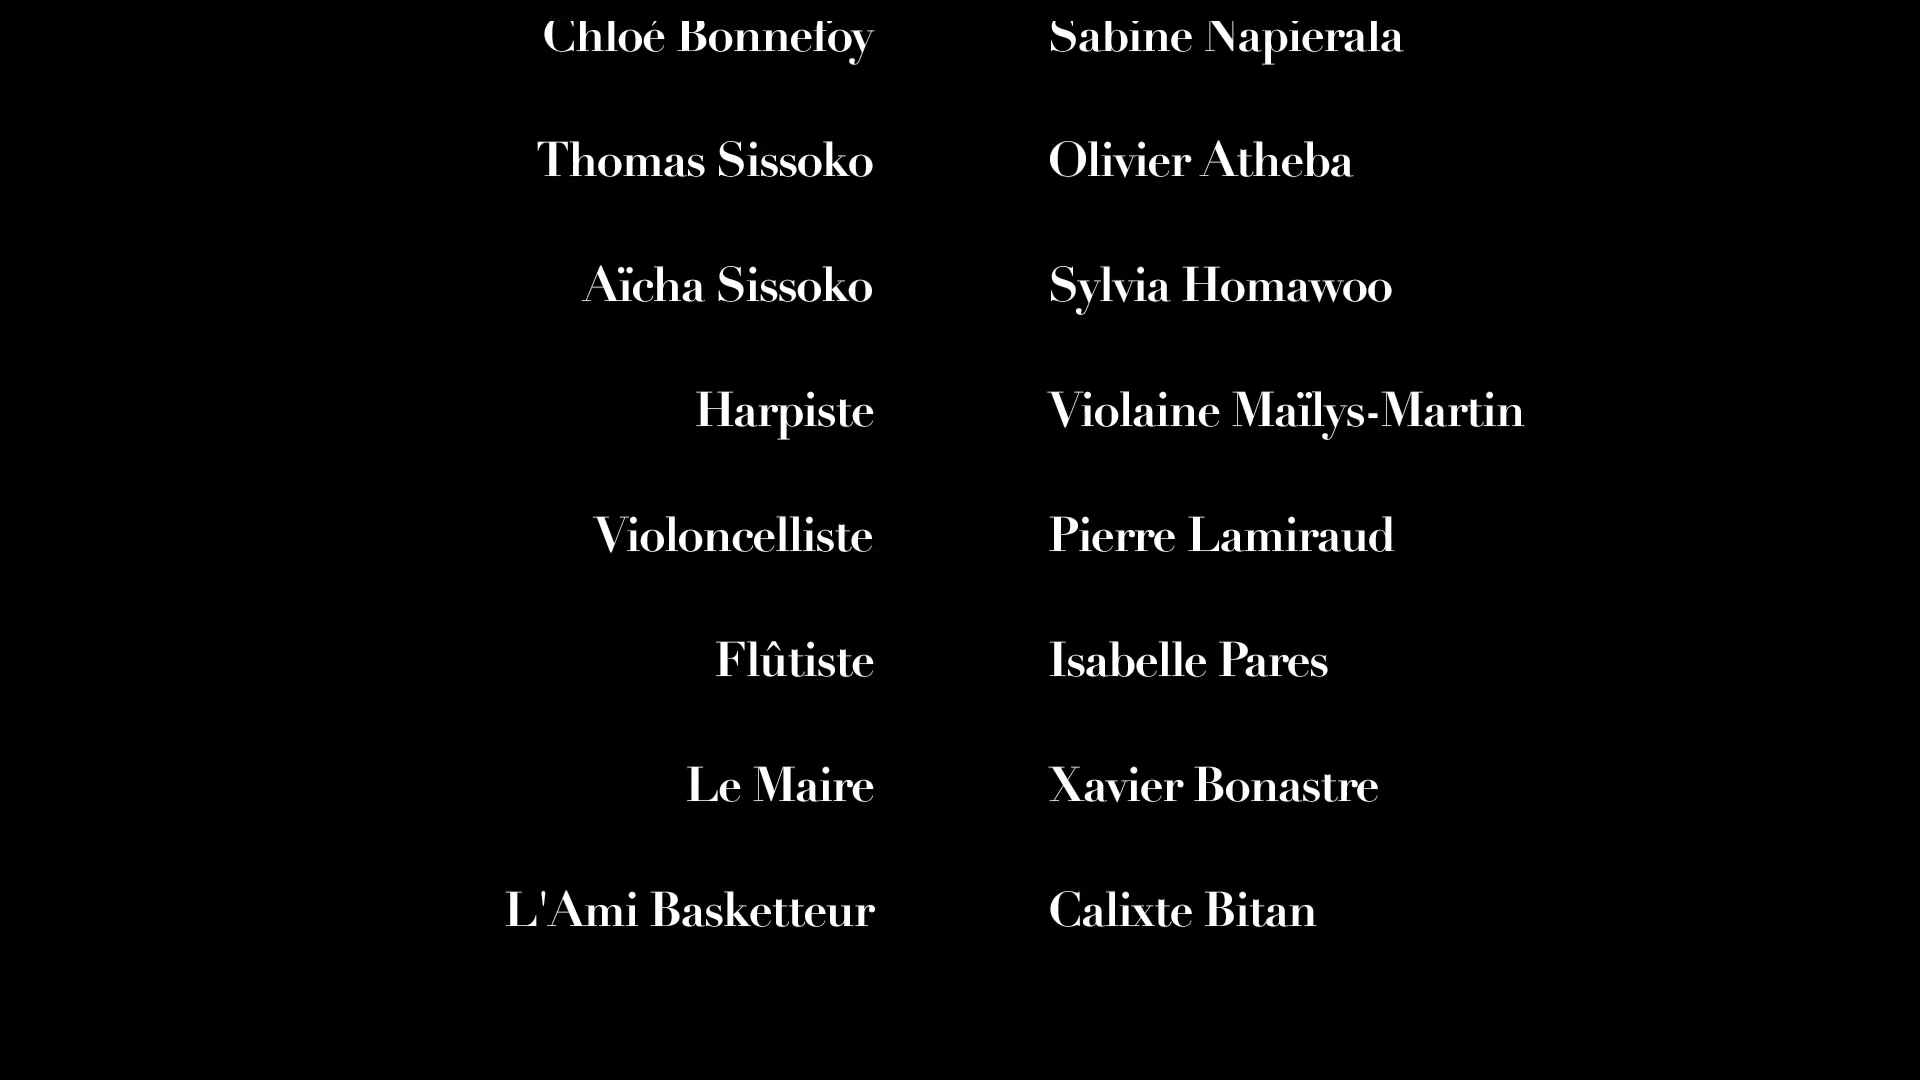 Chloé Bonnefoy Sabine Napierala
Thomas Sissoko Olivier Atheba
Aïcha Sissoko Sylvia Homawoo
Harpiste Violaine Maïlys-Martin
Violoncelliste Pierre Lamiraud
Flûtiste Isabelle Pares
Le Maire Xavier Bonastre
L'Ami Basketteur Calixte Bitan